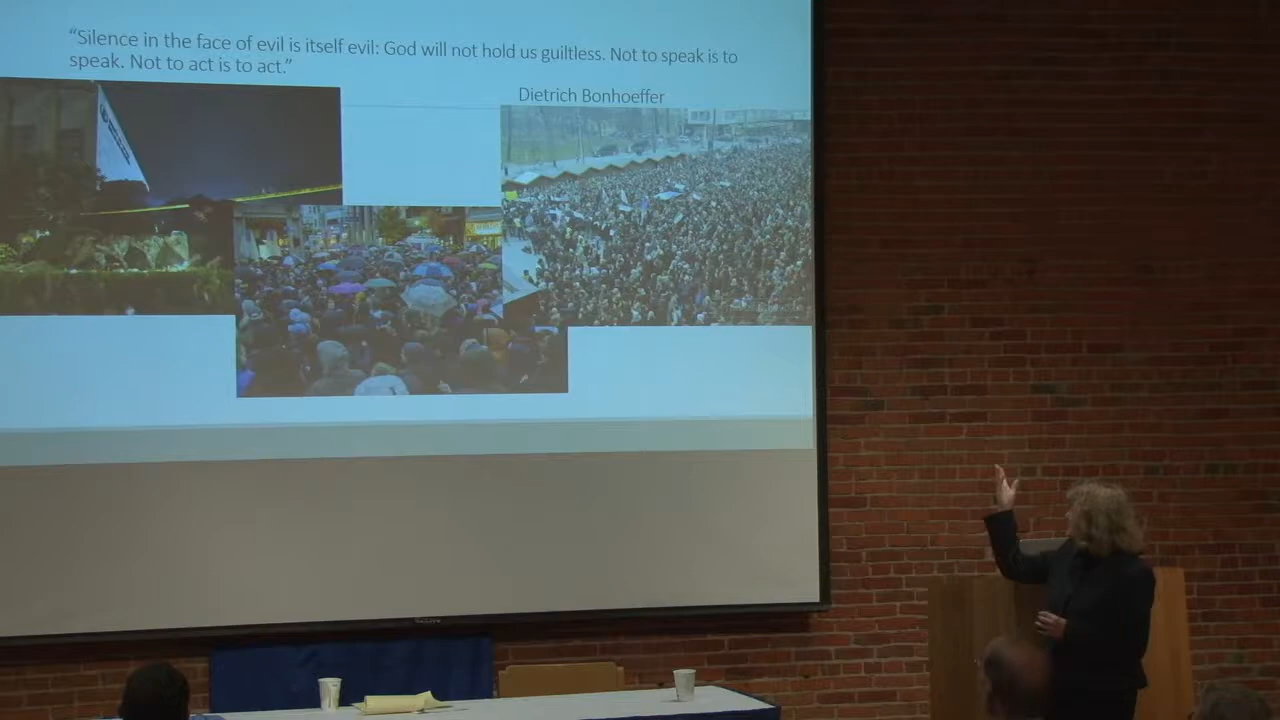 “Silence in the face of evil is itself evil: God will not hold us guiltless. Not to speak is to
speak. Not to act is to act.”
Dietrich Bonhoeffer